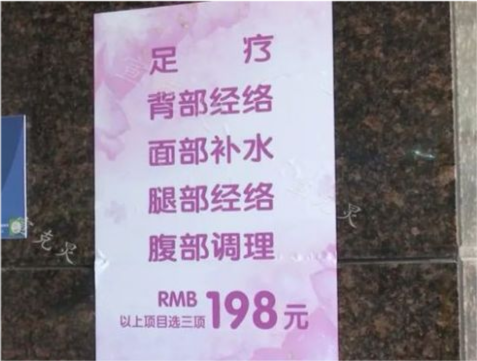 足 疗
背部经络
面部补水
腿部经络
腹部调理
RMB
以上项目选三项 198元